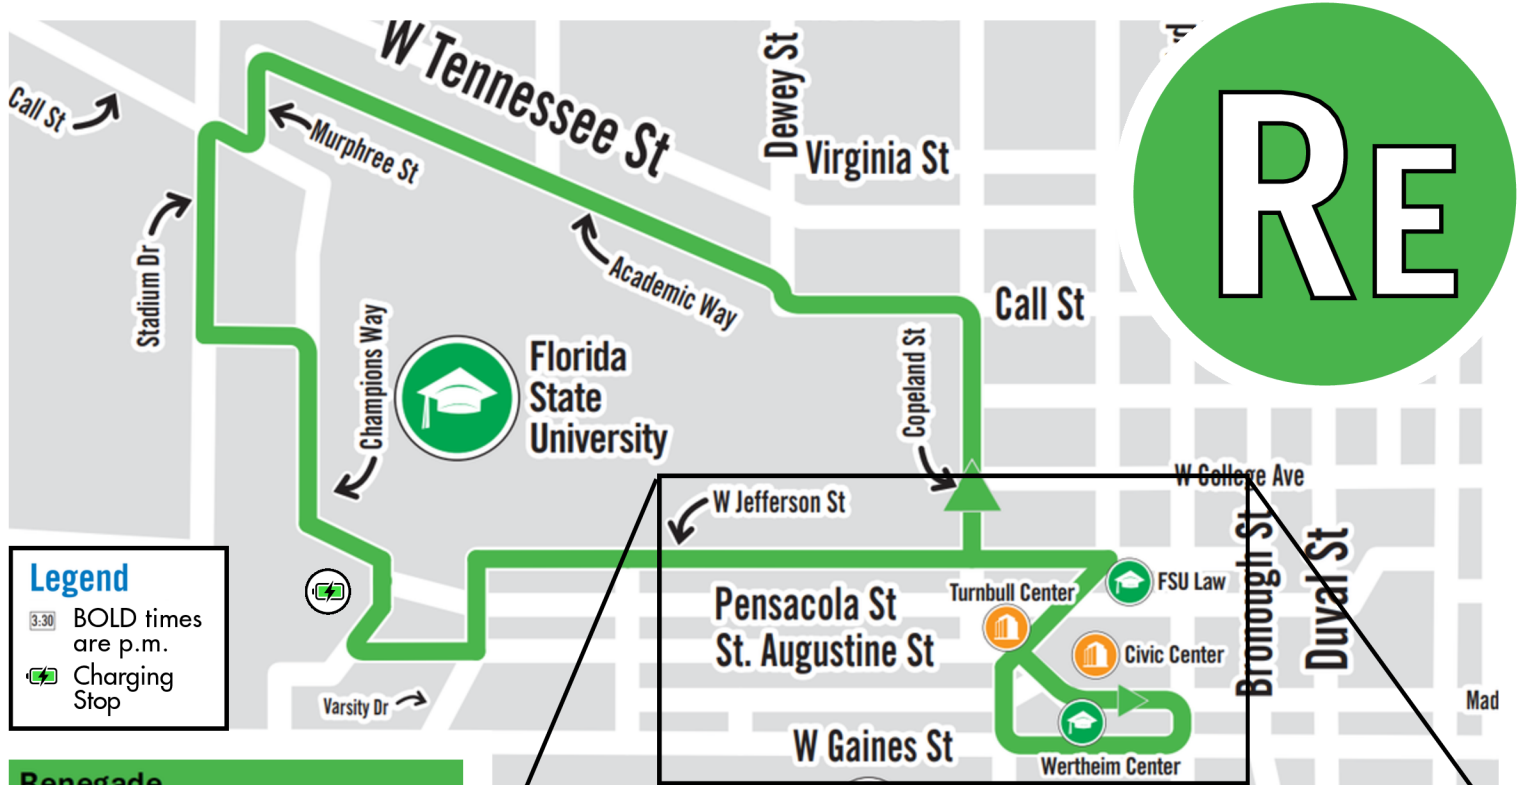 W Tennessee St
Dewey St
RE
Call St
Murphree St
Virginia St
Stadium Dr
Academic Way
Call St
Champions Way
Copeland St
Florida
State
University
W College Ave
W Jefferson St
Bronough St
Duval St
Legend
3:30 BOLD times
are p.m.
Charging
Stop
FSU Law
Turnbull Center
Pensacola St
St. Augustine St
Civic Center
Varsity Dr
Mad
W Gaines St
Wertheim Center
Renegade